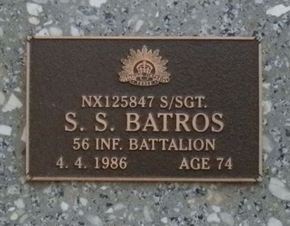 NX125847 S/SGT.
S. S. BATROS
56 INF. BATTALION
4. 4. 1986 AGE 74